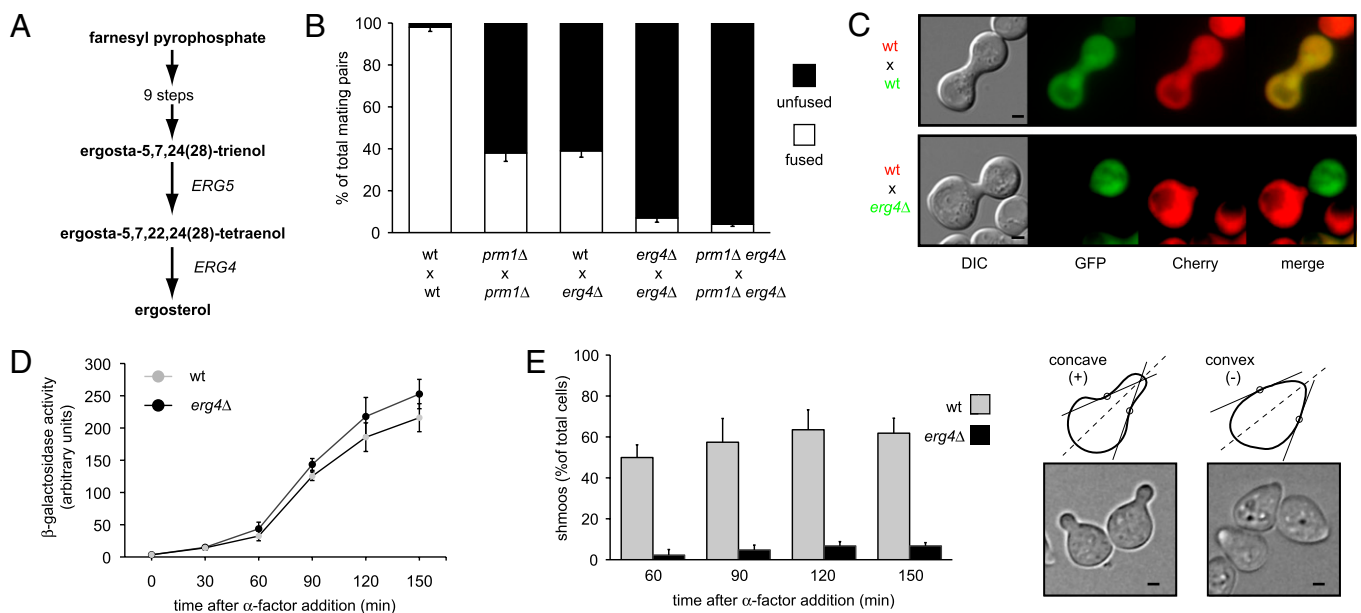 A
farnesyl pyrophosphate
9 steps
ergosta-5,7,24(28)-trienol
ERG5
ergosta-5,7,22,24(28)-tetraenol
ERG4
ergosterol
B
% of total mating pairs
100
80
60
40
20
0
wt
x
wt
prm1Δ
x
prm1Δ
wt
x
erg4Δ
erg4Δ
x
erg4Δ
prm1Δ erg4Δ
x
prm1Δ erg4Δ
unfused
fused
C
wt
x
wt
wt
x
erg4Δ
DIC
GFP
Cherry
merge
D
β-galactosidase activity
(arbitrary units)
300
250
200
150
100
50
0
wt
erg4Δ
0 30 60 90 120 150
time after α-factor addition (min)
E
shmoos (%of total cells)
100
80
60
40
20
0
wt
erg4Δ
60 90 120 150
time after α-factor addition (min)
concave
(+)
convex
(-)